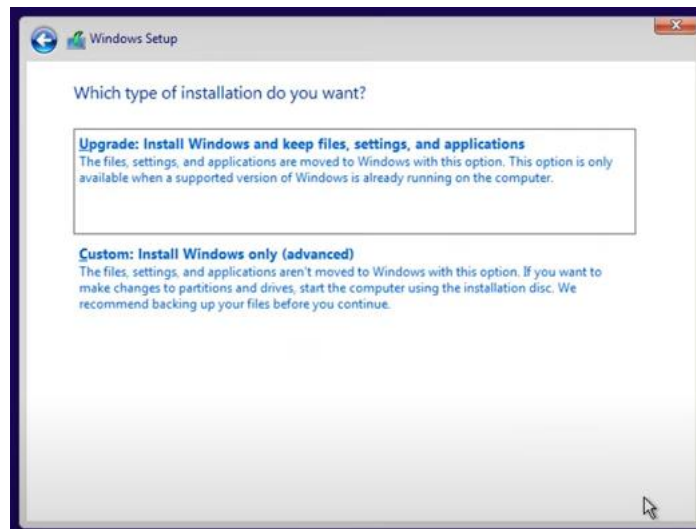 Windows Setup
Which type of installation do you want?
Upgrade: Install Windows and keep files, settings, and applications
The files, settings, and applications are moved to Windows with this option. This option is only
available when a supported version of Windows is already running on the computer.
Custom: Install Windows only (advanced)
The files, settings, and applications aren't moved to Windows with this option. If you want to
make changes to partitions and drives, start the computer using the installation disc. We
recommend backing up your files before you continue.